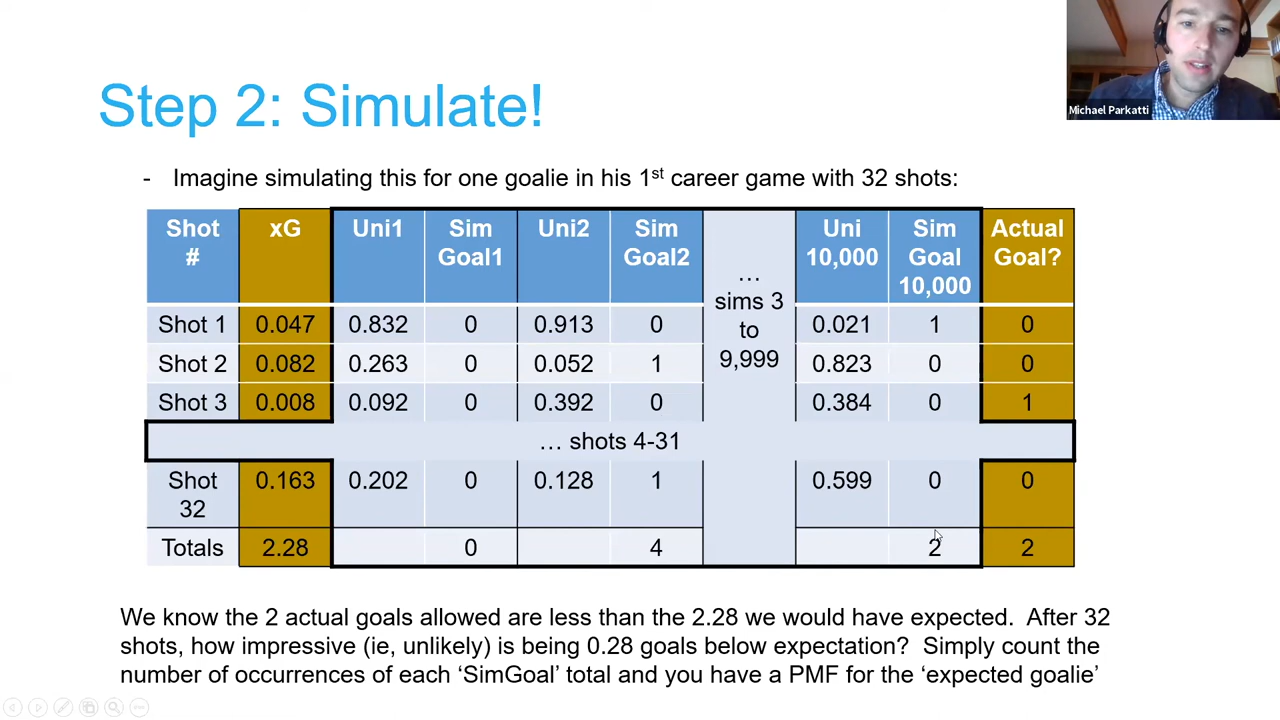 Michael Parkatti
Step 2: Simulate!
- Imagine simulating this for one goalie in his 1st career game with 32 shots:
Shot # xG Uni1 Sim Goal1 Uni2 Sim Goal2 … sims 3 to 9,999 Uni 10,000 Sim Goal 10,000 Actual Goal?
Shot 1 0.047 0.832 0 0.913 0 0.021 1 0
Shot 2 0.082 0.263 0 0.052 1 0.823 0 0
Shot 3 0.008 0.092 0 0.392 0 0.384 0 1
… shots 4-31
Shot 32 0.163 0.202 0 0.128 1 0.599 0 0
Totals 2.28 0 4 2 2
We know the 2 actual goals allowed are less than the 2.28 we would have expected. After 32
shots, how impressive (ie, unlikely) is being 0.28 goals below expectation? Simply count the
number of occurrences of each ‘SimGoal’ total and you have a PMF for the ‘expected goalie’